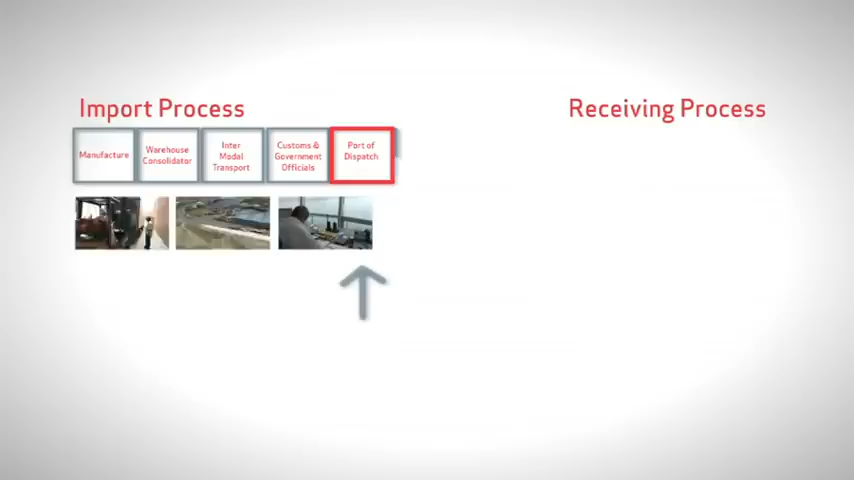 Import Process
Receiving Process
Manufacture
Warehouse
Consolidator
Inter
Modal
Transport
Customs &
Government
Officials
Port of
Dispatch